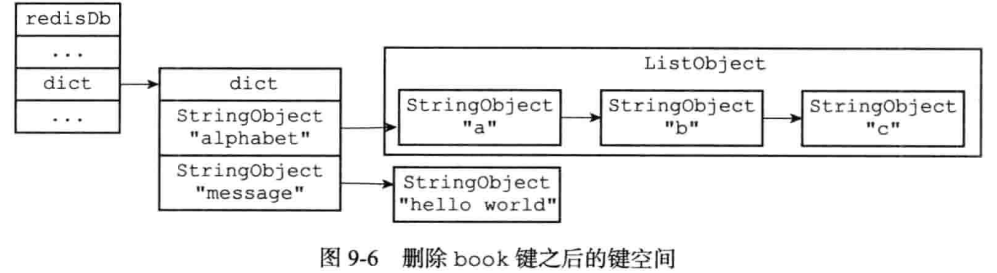 redisDb
...
dict
...
dict
StringObject
"alphabet"
StringObject
"message"
ListObject
StringObject
"a"
StringObject
"b"
StringObject
"c"
StringObject
"hello world"
图 9-6 删除 book 键之后的键空间